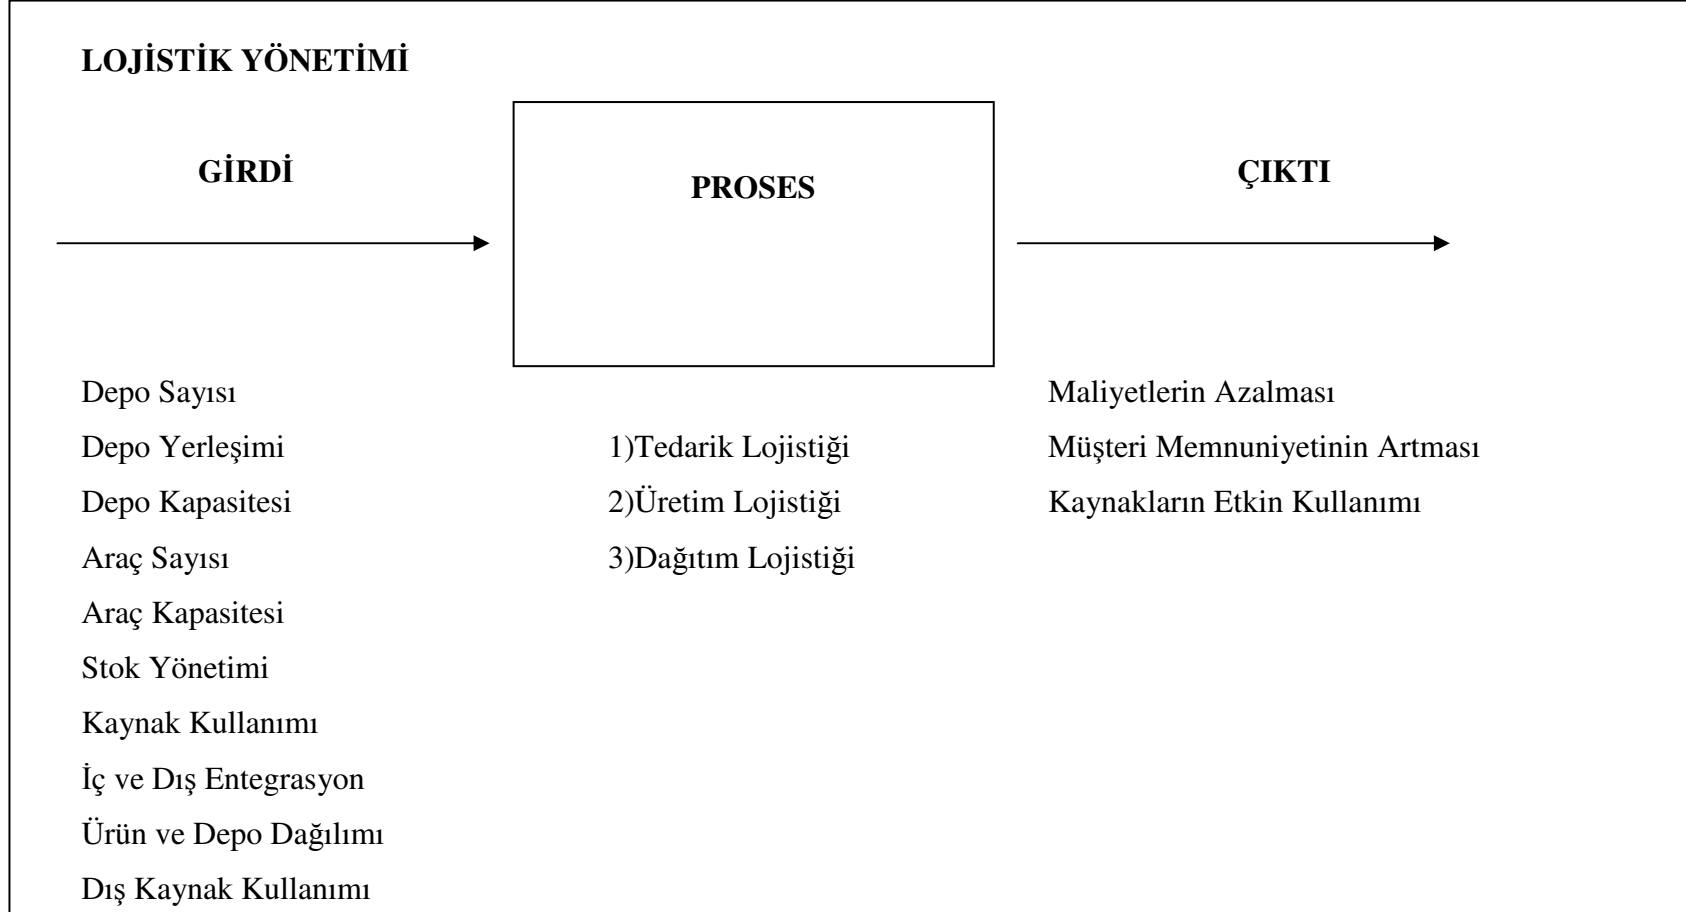 LOJİSTİK YÖNETİMİ
GİRDİ
PROSES
ÇIKTI
Depo Sayısı
Depo Yerleşimi
Depo Kapasitesi
Araç Sayısı
Araç Kapasitesi
Stok Yönetimi
Kaynak Kullanımı
İç ve Dış Entegrasyon
Ürün ve Depo Dağılımı
Dış Kaynak Kullanımı
1)Tedarik Lojistiği
2)Üretim Lojistiği
3)Dağıtım Lojistiği
Maliyetlerin Azalması
Müşteri Memnuniyetinin Artması
Kaynakların Etkin Kullanımı